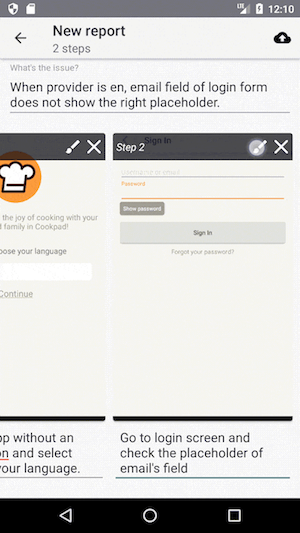 12:10
New report
2 steps
What's the Issue?
When provider is en, email field of login form
does not show the right placeholder.
Step 2
Sign In
Username or email
Password
Show password
Sign In
Forgot your password?
the joy of cooking with your
family in Cookpad!
oose your language
Continue
pp without an
on and select
your language.
Go to login screen and
check the placeholder of
email's field